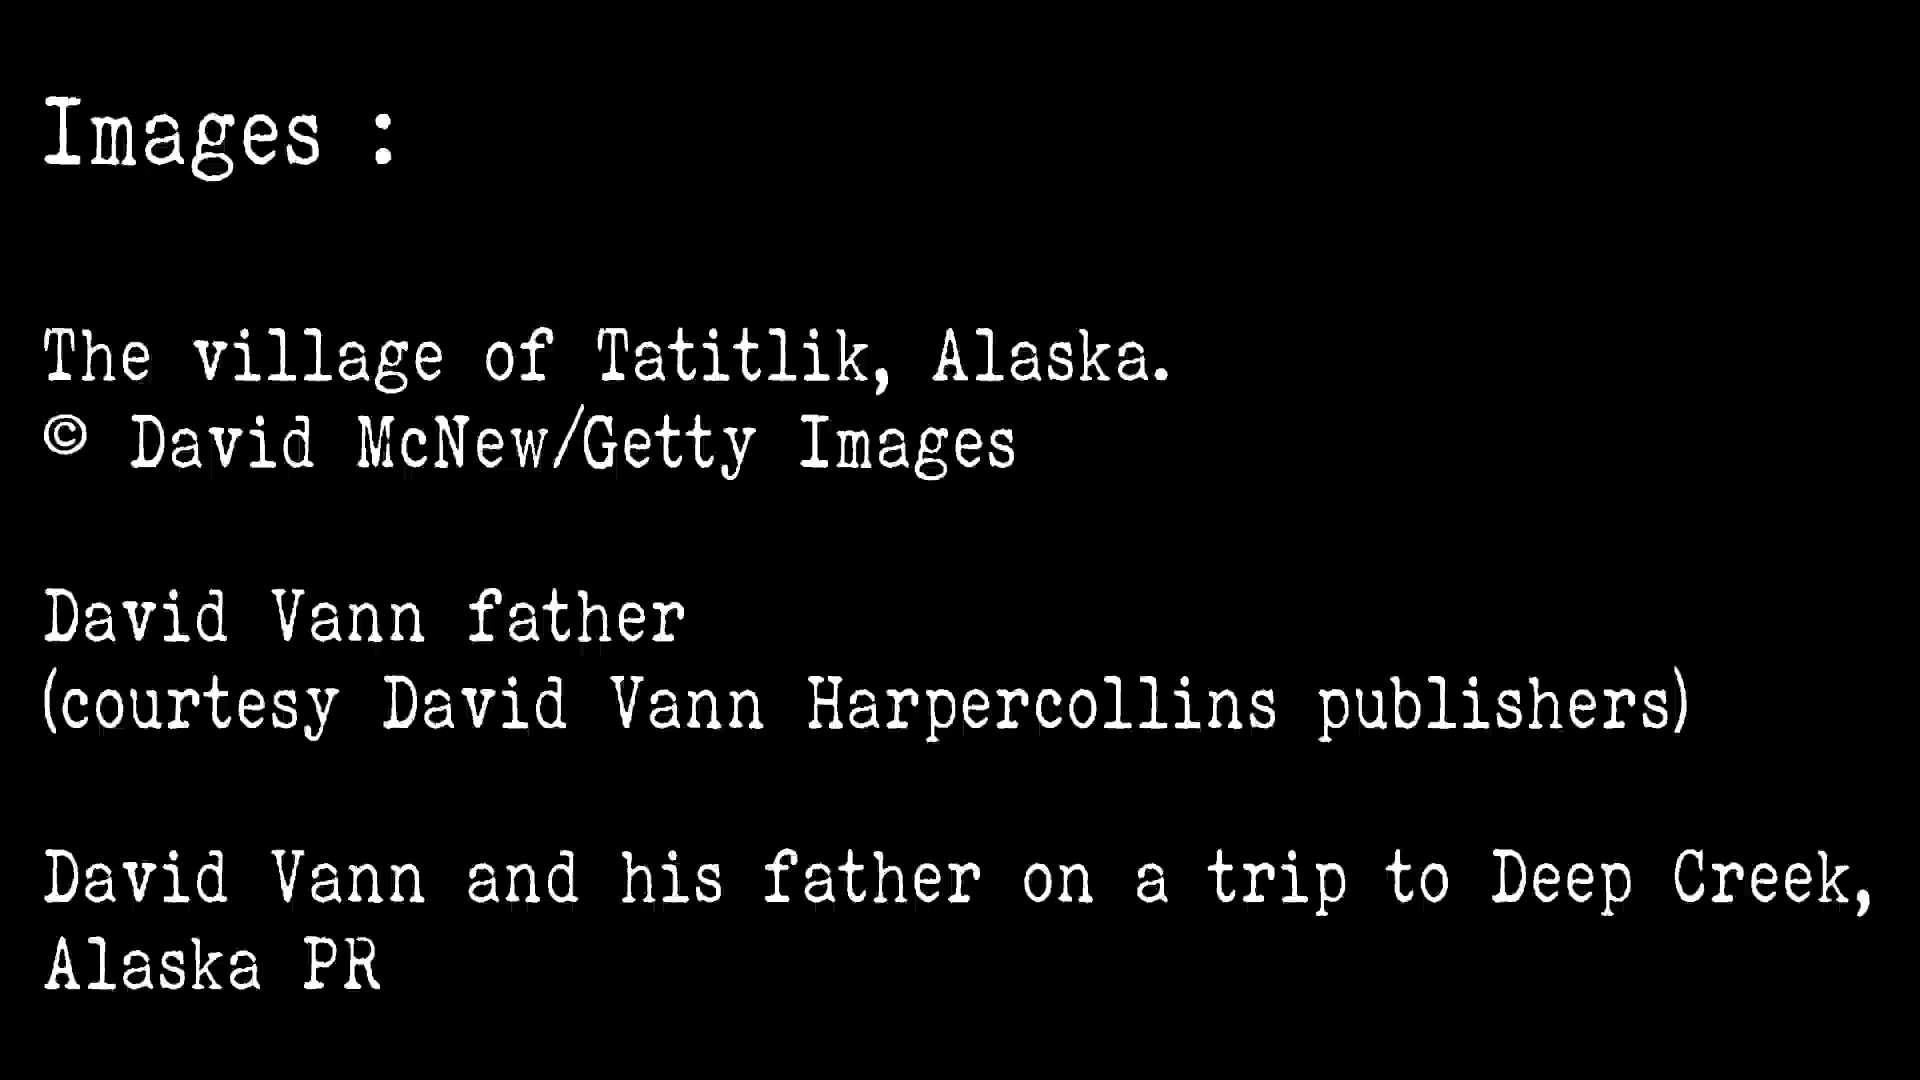 Images :
The village of Tatitlik, Alaska.
© David McNew/Getty Images
David Vann father
(courtesy David Vann Harpercollins publishers)
David Vann and his father on a trip to Deep Creek,
Alaska PR